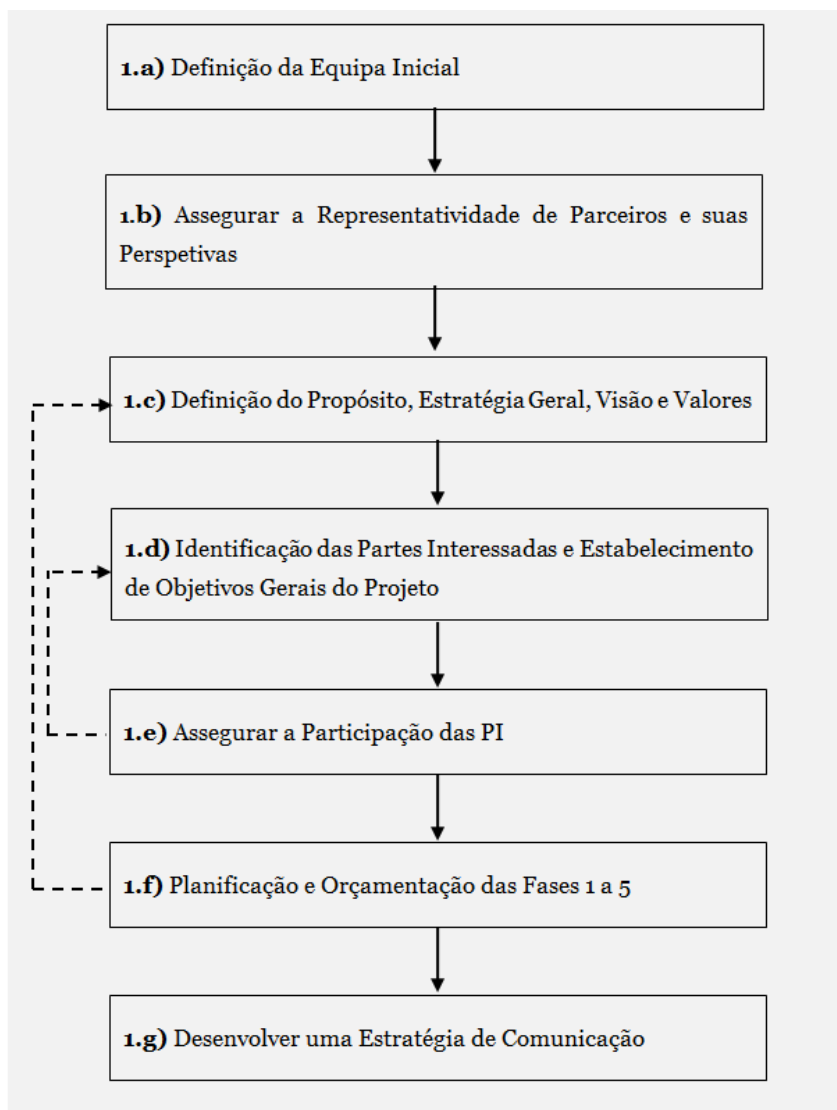 1.a) Definição da Equipa Inicial
1.b) Assegurar a Representatividade de Parceiros e suas
Perspetivas
1.c) Definição do Propósito, Estratégia Geral, Visão e Valores
1.d) Identificação das Partes Interessadas e Estabelecimento
de Objetivos Gerais do Projeto
1.e) Assegurar a Participação das PI
1.f) Planificação e Orçamentação das Fases 1 a 5
1.g) Desenvolver uma Estratégia de Comunicação